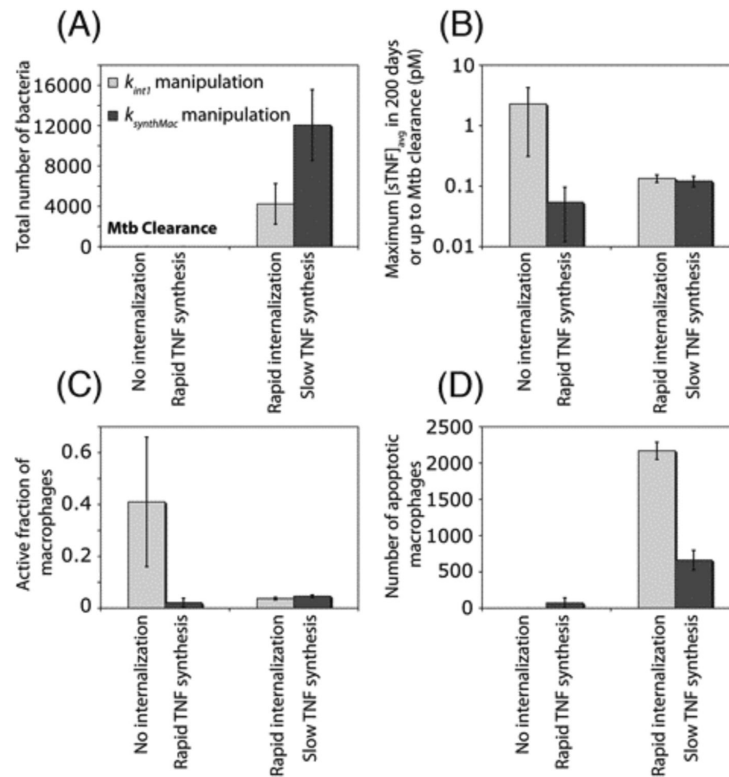 (A)
Total number of bacteria
16000
12000
8000
4000
0
k_int1 manipulation
k_synthMac manipulation
Mtb Clearance
No internalization
Rapid TNF synthesis
Rapid internalization
Slow TNF synthesis
(B)
Maximum [sTNF]avg in 200 days
or up to Mtb clearance (pM)
10
1
0.1
0.01
No internalization
Rapid TNF synthesis
Rapid internalization
Slow TNF synthesis
(C)
Active fraction of
macrophages
0.6
0.4
0.2
0
No internalization
Rapid TNF synthesis
Rapid internalization
Slow TNF synthesis
(D)
Number of apoptotic
macrophages
2500
2000
1500
1000
500
0
No internalization
Rapid TNF synthesis
Rapid internalization
Slow TNF synthesis